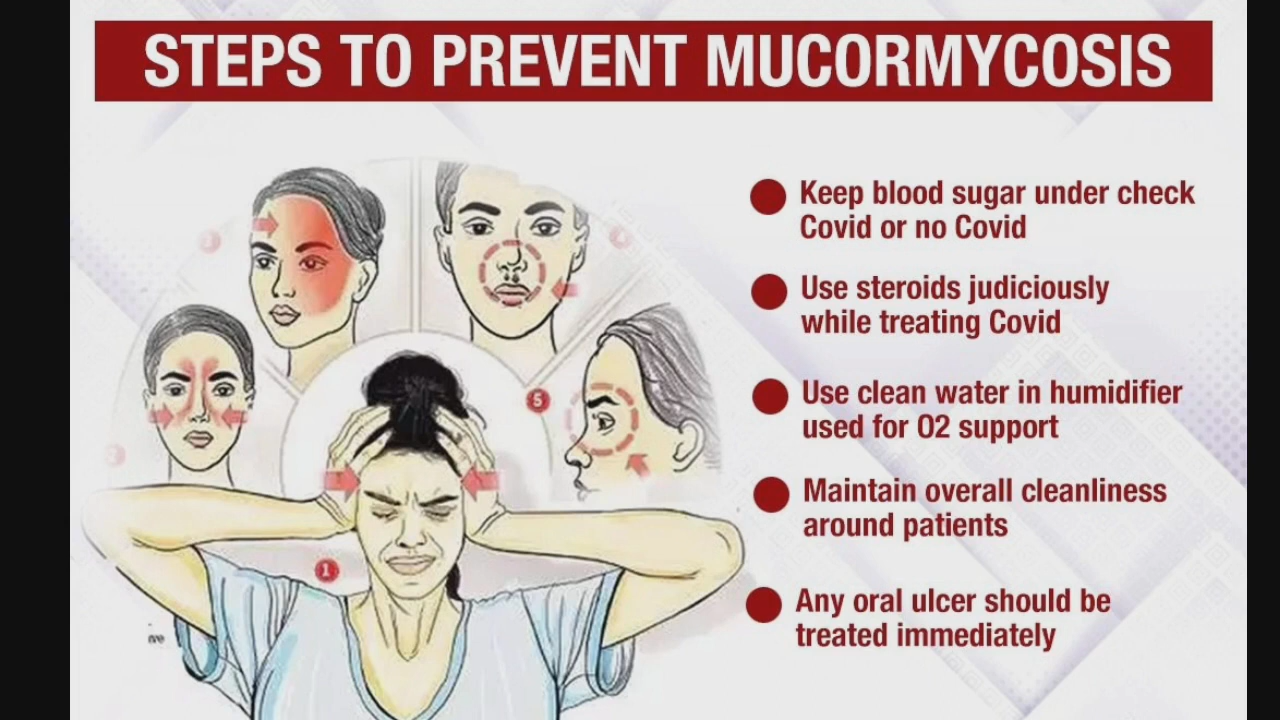 STEPS TO PREVENT MUCORMYCOSIS
Keep blood sugar under check
Covid or no Covid
Use steroids judiciously
while treating Covid
Use clean water in humidifier
used for O2 support
Maintain overall cleanliness
around patients
Any oral ulcer should be
treated immediately
5
1